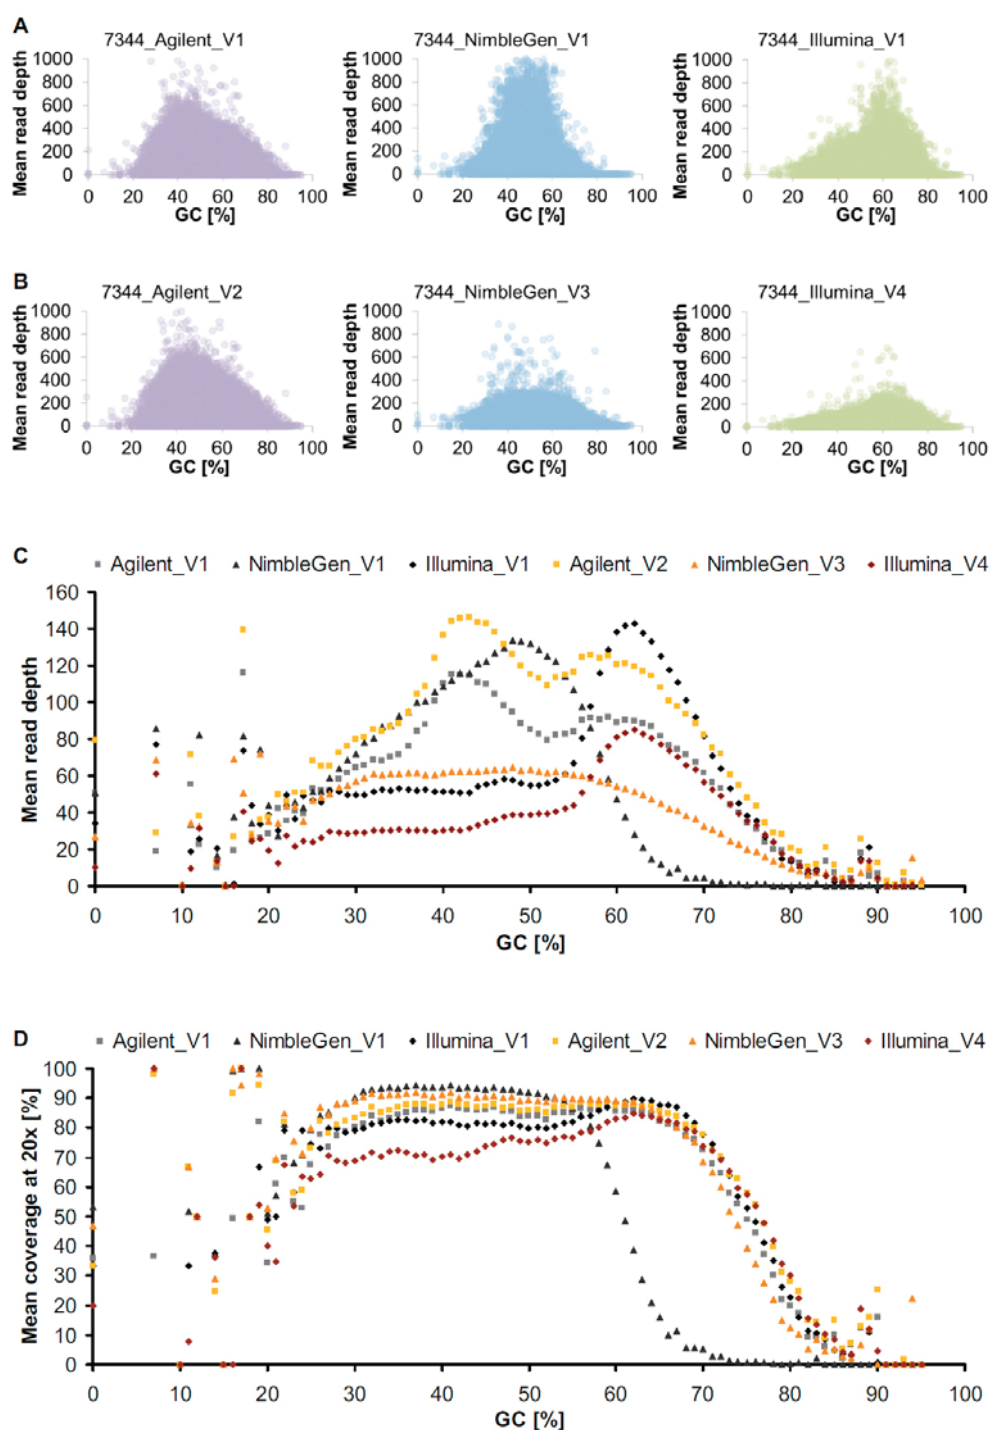 A
7344_Agilent_V1 7344_NimbleGen_V1 7344_Illumina_V1
Mean read depth Mean read depth Mean read depth
1000 1000 1000
800 800 800
600 600 600
400 400 400
200 200 200
0 0 0
0 20 40 60 80 100 0 20 40 60 80 100 0 20 40 60 80 100
GC [%] GC [%] GC [%]
B
7344_Agilent_V2 7344_NimbleGen_V3 7344_Illumina_V4
Mean read depth Mean read depth Mean read depth
1000 1000 1000
800 800 800
600 600 600
400 400 400
200 200 200
0 0 0
0 20 40 60 80 100 0 20 40 60 80 100 0 20 40 60 80 100
GC [%] GC [%] GC [%]
C
Agilent_V1 NimbleGen_V1 Illumina_V1 Agilent_V2 NimbleGen_V3 Illumina_V4
Mean read depth
160
140
120
100
80
60
40
20
0
0 10 20 30 40 50 60 70 80 90 100
GC [%]
D
Agilent_V1 NimbleGen_V1 Illumina_V1 Agilent_V2 NimbleGen_V3 Illumina_V4
Mean coverage at 20x [%]
100
90
80
70
60
50
40
30
20
10
0
0 10 20 30 40 50 60 70 80 90 100
GC [%]